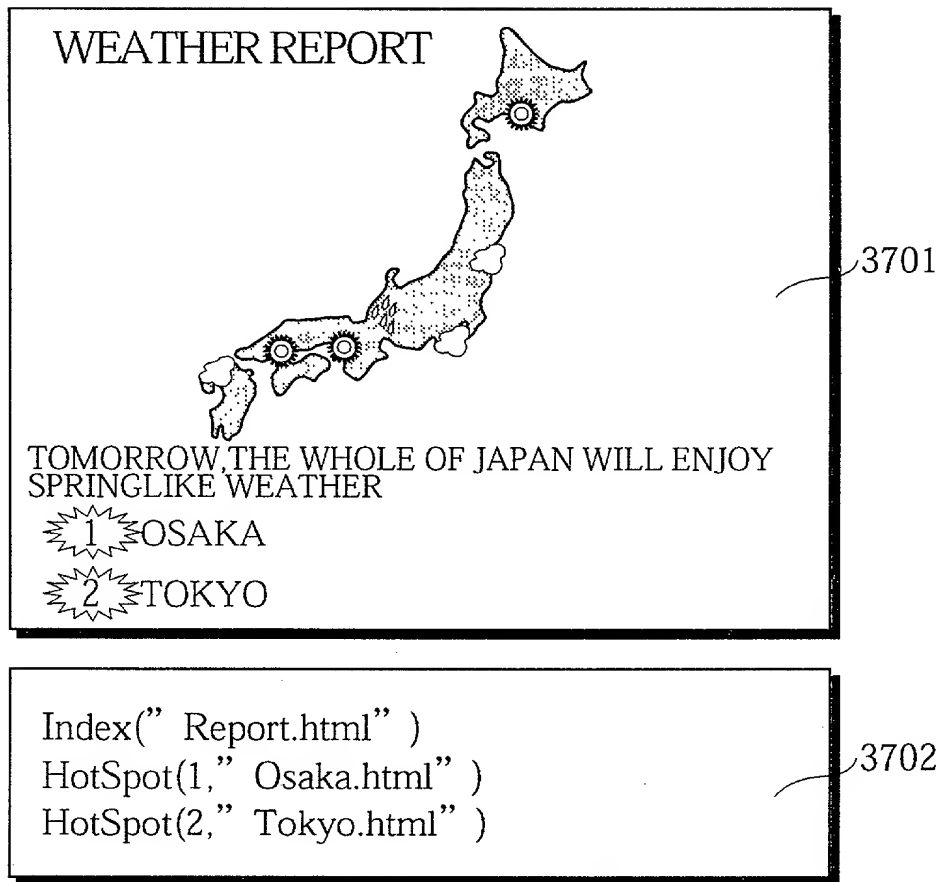 WEATHER REPORT
3701
TOMORROW,THE WHOLE OF JAPAN WILL ENJOY
SPRINGLIKE WEATHER
1 OSAKA
2 TOKYO
Index(” Report.html” )
HotSpot(1,” Osaka.html” )
HotSpot(2,” Tokyo.html” )
3702